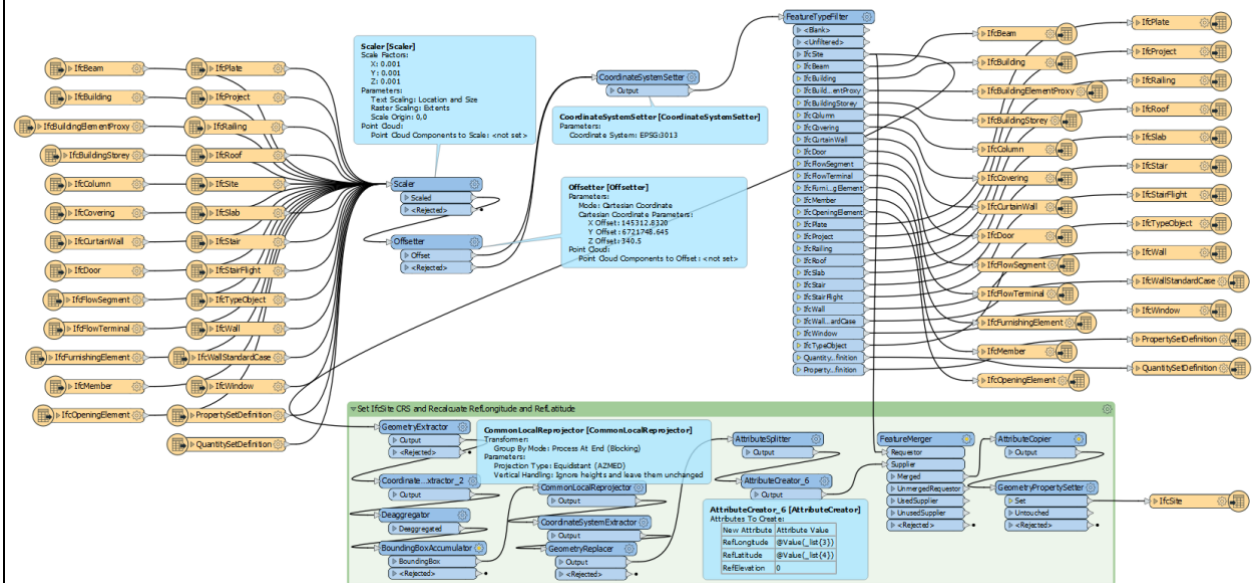 IfcBeam
IfcBuilding
IfcBuildingElementProxy
IfcBuildingStorey
IfcColumn
IfcCovering
IfcCurtainWall
IfcDoor
IfcFlowSegment
IfcFlowTerminal
IfcFurnishingElement
IfcMember
IfcOpeningElement
IfcPlate
IfcProject
IfcRailing
IfcRoof
IfcSite
IfcSlab
IfcStair
IfcStairFlight
IfcTypeObject
IfcWall
IfcWallStandardCase
IfcWindow
PropertySetDefinition
QuantitySetDefinition
Scaler [Scaler]
Scale Factors:
X: 0.001
Y: 0.001
Z: 0.001
Parameters:
Text Scaling: Location and Size
Raster Scaling: Extents
Scale Origin: 0,0
Point Cloud:
Point Cloud Components to Scale: <not set>
Scaler
Scaled
<Rejected>
Offsetter
Offset
<Rejected>
CoordinateSystemSetter
Output
CoordinateSystemSetter [CoordinateSystemSetter]
Parameters:
Coordinate System: EPSG:3013
Offsetter [Offsetter]
Parameters:
Mode: Cartesian Coordinate
Cartesian Coordinate Parameters:
X Offset: 145312.8320
Y Offset: 6721748.645
Z Offset: 340.5
Point Cloud:
Point Cloud Components to Offset: <not set>
FeatureTypeFilter
<Blank>
<Unfiltered>
IfcSite
IfcBeam
IfcBuilding
IfcBuild...entProxy
IfcBuildingStorey
IfcColumn
IfcCovering
IfcCurtainWall
IfcDoor
IfcFlowSegment
IfcFlowTerminal
IfcFurni...gElement
IfcMember
IfcOpeningElement
IfcPlate
IfcProject
IfcRailing
IfcRoof
IfcSlab
IfcStair
IfcStairFlight
IfcWall
IfcWall...ardCase
IfcWindow
IfcTypeObject
Quantity...finition
Property...finition
IfcBeam
IfcBuilding
IfcBuildingElementProxy
IfcBuildingStorey
IfcColumn
IfcCovering
IfcCurtainWall
IfcDoor
IfcFlowSegment
IfcFlowTerminal
IfcFurnishingElement
IfcMember
IfcOpeningElement
IfcPlate
IfcProject
IfcRailing
IfcRoof
IfcSlab
IfcStair
IfcStairFlight
IfcTypeObject
IfcWall
IfcWallStandardCase
IfcWindow
PropertySetDefinition
QuantitySetDefinition
Set IfcSite CRS and Recalcuate RefLongitude and RefLatitude
GeometryExtractor
Output
<Rejected>
Coordinate...xtractor_2
Output
Deaggregator
Deaggregated
BoundingBoxAccumulator
BoundingBox
<Rejected>
CommonLocalReprojector [CommonLocalReprojector]
Transformer:
Group By Mode: Process At End (Blocking)
Parameters:
Projection Type: Equidistant (AZMED)
Vertical Handling: Ignore heights and leave them unchanged
CommonLocalReprojector
Output
CoordinateSystemExtractor
Output
GeometryReplacer
Output
<Rejected>
AttributeSplitter
Output
AttributeCreator_6
Output
AttributeCreator_6 [AttributeCreator]
Attributes To Create:
New Attribute Attribute Value
RefLongitude @Value(_list{3})
RefLatitude @Value(_list{4})
RefElevation 0
FeatureMerger
Requestor
Supplier
Merged
UnmergedRequestor
UsedSupplier
UnusedSupplier
<Rejected>
AttributeCopier
Output
GeometryPropertySetter
Set
Untouched
<Rejected>
IfcSite